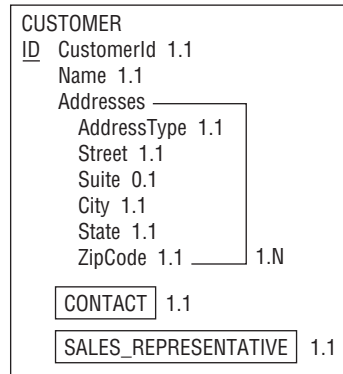 CUSTOMER
ID CustomerId 1.1
Name 1.1
Addresses
AddressType 1.1
Street 1.1
Suite 0.1
City 1.1
State 1.1
ZipCode 1.1 1.N
CONTACT 1.1
SALES_REPRESENTATIVE 1.1